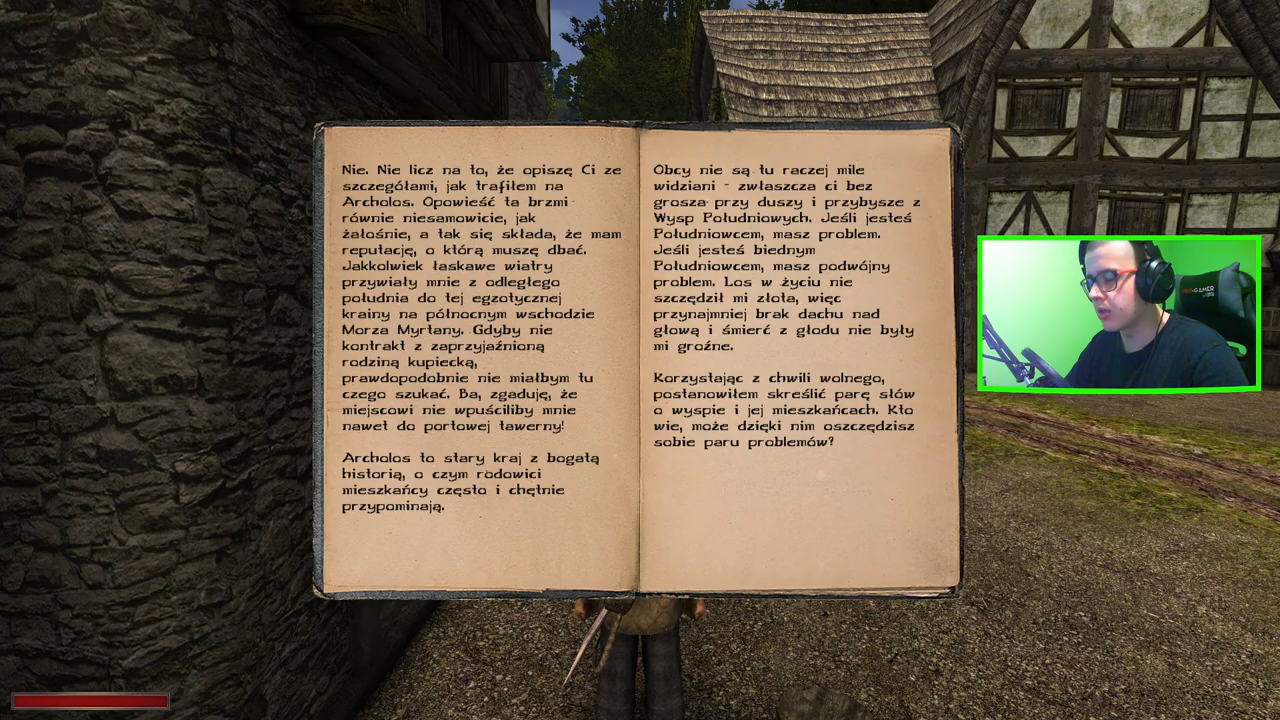 Nie. Nie licz na to, że opiszę Ci ze
szczegółami, jak trafiłem na
Archolos. Opowieść ta brzmi
równie niesamowicie, jak
żałośnie, a tak się składa, że mam
reputację, o którą muszę dbać.
Jakkolwiek łaskawe wiatry
przywiały mnie z odległego
południa do tej egzotycznej
krainy na północnym wschodzie
Morza Myrtany. Gdyby nie
kontrakt z zaprzyjaźnioną
rodziną kupiecką,
prawdopodobnie nie miałbym tu
czego szukać. Ba, zgaduję, że
miejscowi nie wpuściliby mnie
nawet do portowej tawerny!
Archolos to stary kraj z bogatą
historią, o czym rodowici
mieszkańcy często i chętnie
przypominają.
Obcy nie są tu raczej mile
widziani - zwłaszcza ci bez
grosza przy duszy i przybysze z
Wysp Południowych. Jeśli jesteś
Południowcem, masz problem.
Jeśli jesteś biednym
Południowcem, masz podwójny
problem. Los w życiu nie
szczędził mi złota, więc
przynajmniej brak dachu nad
głową i śmierć z głodu nie były
mi groźne.
Korzystając z chwili wolnego,
postanowiłem skreślić parę słów
o wyspie i jej mieszkańcach. Kto
wie, może dzięki nim oszczędzisz
sobie paru problemów?